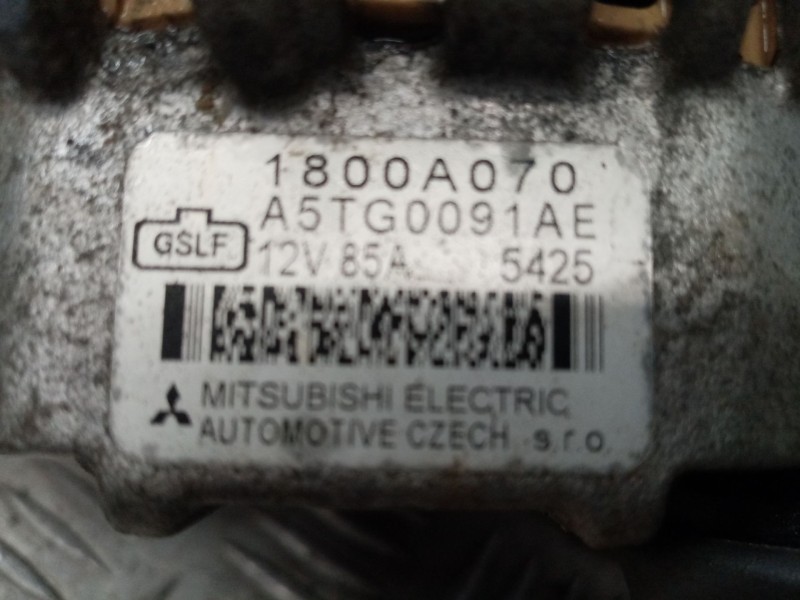 1800A070
A5TG0091AE
GSLF
12V 85A 5425
MITSUBISHI ELECTRIC
AUTOMOTIVE CZECH s.r.o.